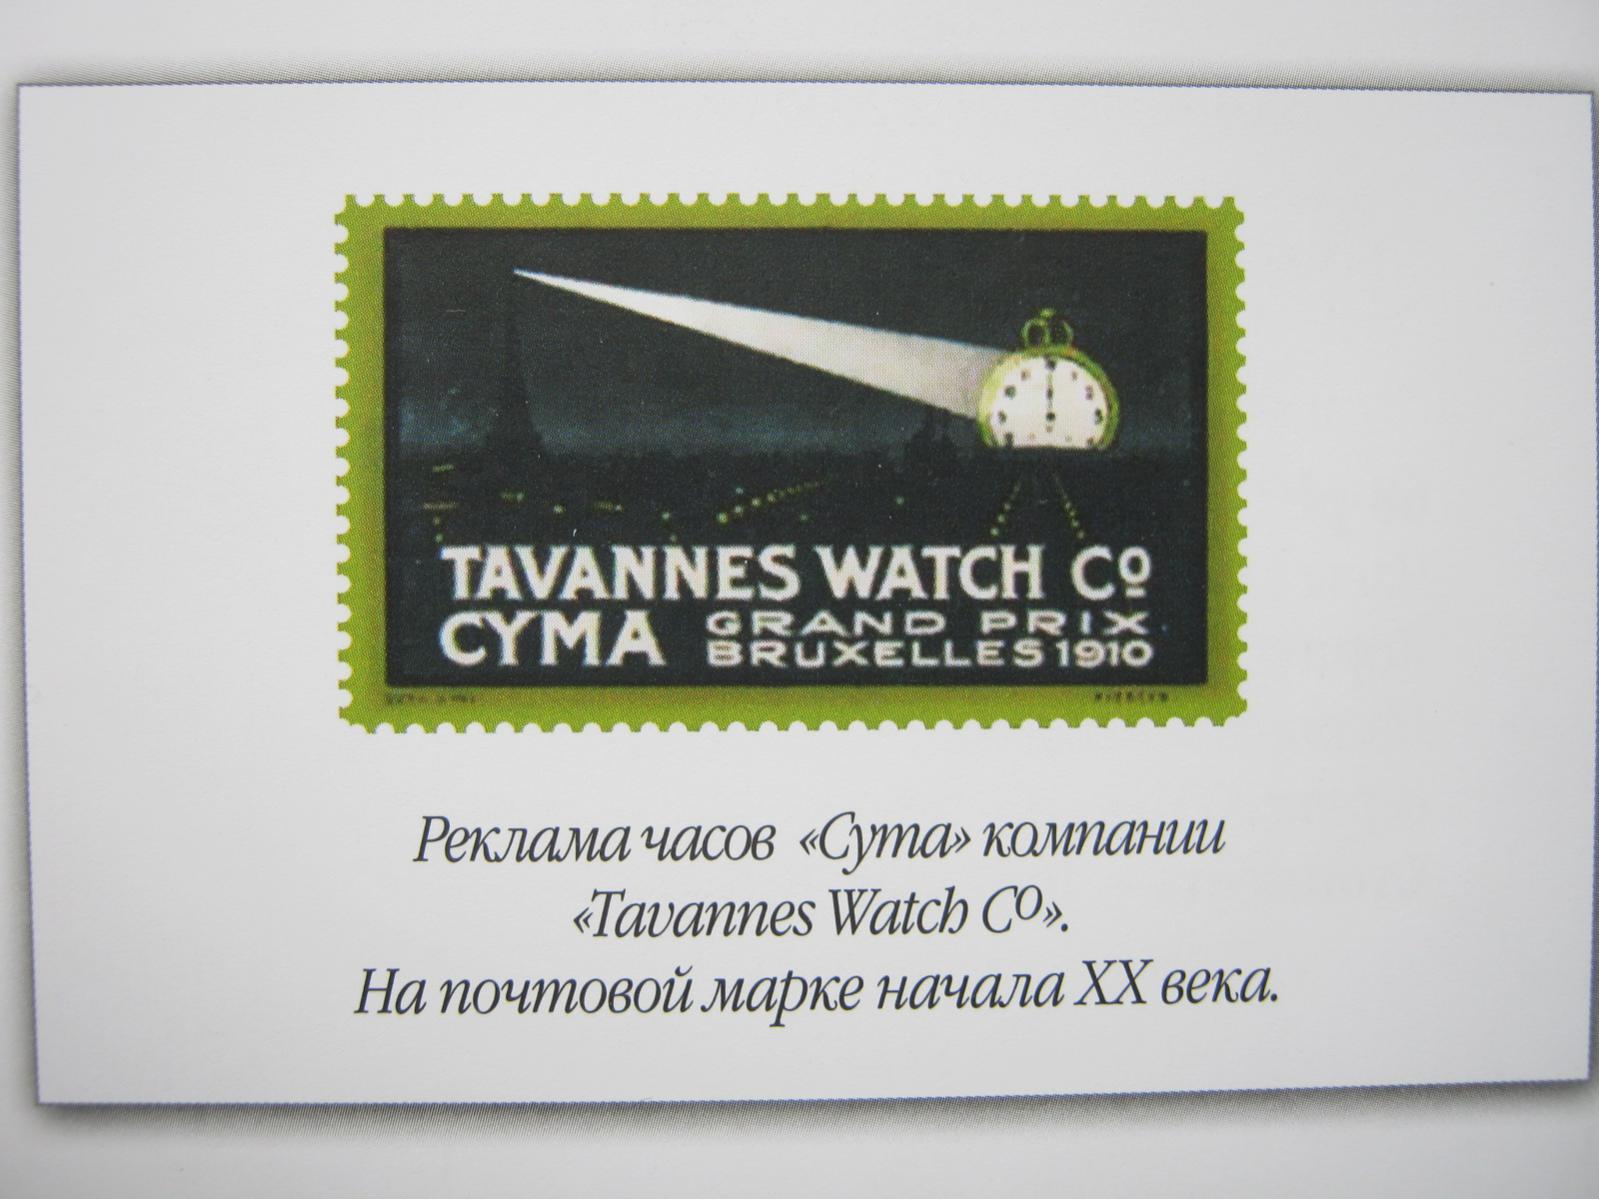 TAVANNES WATCH Cº
CYMA GRAND PRIX
BRUXELLES 1910
Реклама часов «Cyma» компании
«Tavannes Watch Cº».
На почтовой марке начала XX века.